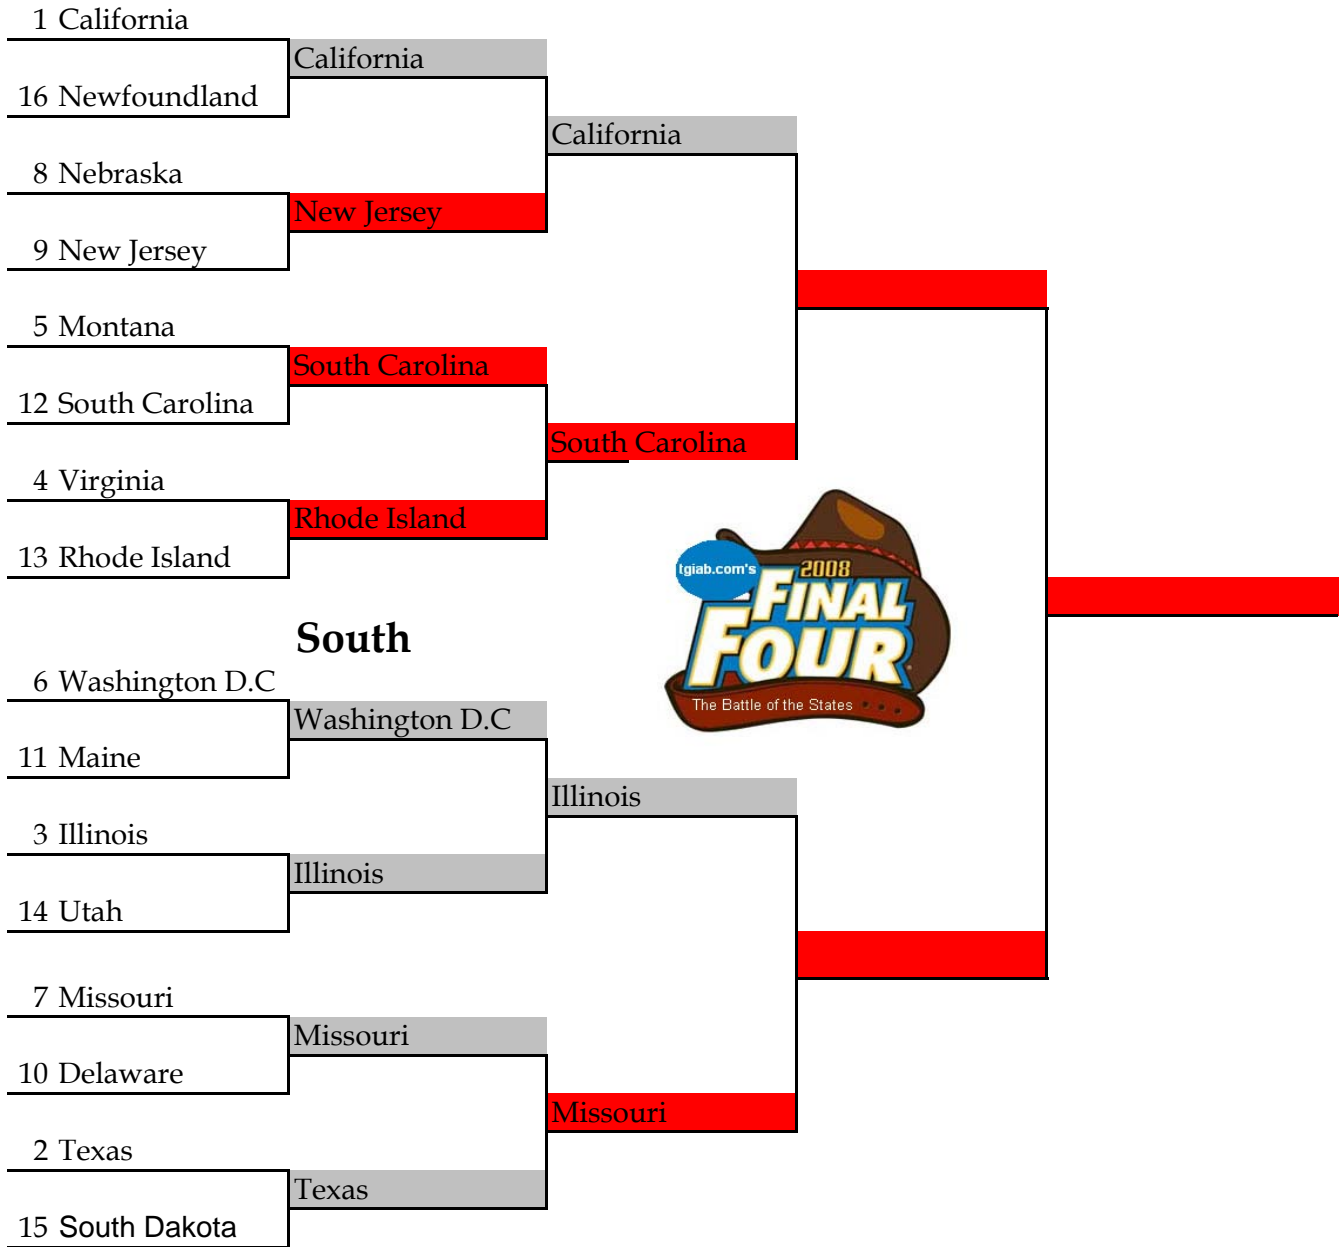 1 California
California
16 Newfoundland
California
8 Nebraska
New Jersey
9 New Jersey
5 Montana
South Carolina
12 South Carolina
South Carolina
4 Virginia
Rhode Island
13 Rhode Island
tgiab.com's
2008
FINAL
FOUR
The Battle of the States
South
6 Washington D.C
Washington D.C
11 Maine
Illinois
3 Illinois
Illinois
14 Utah
7 Missouri
Missouri
10 Delaware
Missouri
2 Texas
Texas
15 South Dakota